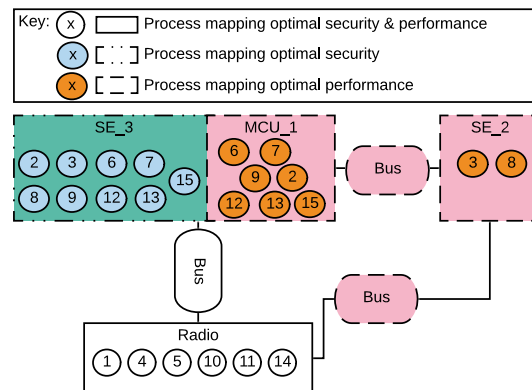 Key: x Process mapping optimal security & performance
x Process mapping optimal security
x Process mapping optimal performance
SE_3 MCU_1 SE_2
6 7
2 3 6 7 Bus 3 8
15 9 2
8 9 12 13 12 13 15
Bus
Bus
Radio
1 4 5 10 11 14